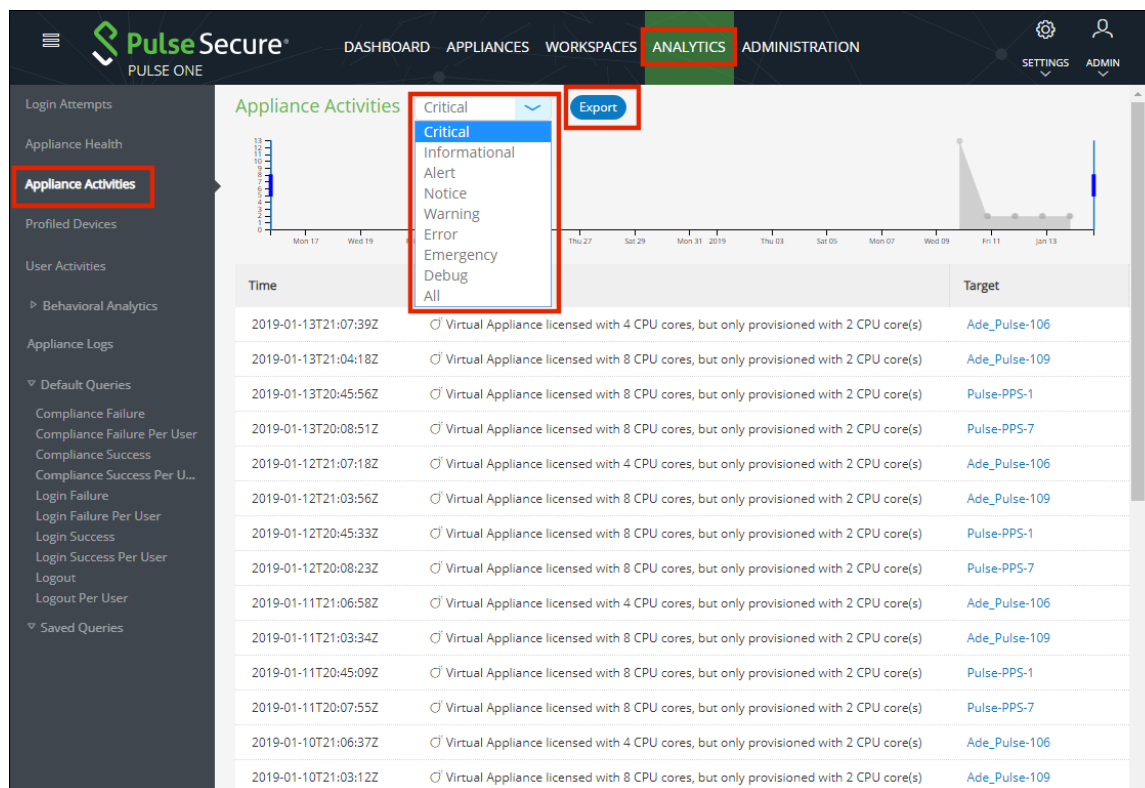 Pulse Secure®
PULSE ONE
DASHBOARD APPLIANCES WORKSPACES ANALYTICS ADMINISTRATION
SETTINGS ADMIN
Login Attempts
Appliance Health
Appliance Activities
Profiled Devices
User Activities
Behavioral Analytics
Appliance Logs
Default Queries
Compliance Failure
Compliance Failure Per User
Compliance Success
Compliance Success Per U...
Login Failure
Login Failure Per User
Login Success
Login Success Per User
Logout
Logout Per User
Saved Queries
Appliance Activities Critical Export
Critical
Informational
Alert
Notice
Warning
Error
Emergency
Debug
All
13
12
11
10
9
8
7
6
5
4
3
2
1
0
Mon 17 Wed 19 Thu 27 Sat 29 Mon 31 2019 Thu 03 Sat 05 Mon 07 Wed 09 Fri 11 Jan 13
Time Target
2019-01-13T21:07:39Z Virtual Appliance licensed with 4 CPU cores, but only provisioned with 2 CPU core(s) Ade_Pulse-106
2019-01-13T21:04:18Z Virtual Appliance licensed with 8 CPU cores, but only provisioned with 2 CPU core(s) Ade_Pulse-109
2019-01-13T20:45:56Z Virtual Appliance licensed with 8 CPU cores, but only provisioned with 2 CPU core(s) Pulse-PPS-1
2019-01-13T20:08:51Z Virtual Appliance licensed with 8 CPU cores, but only provisioned with 2 CPU core(s) Pulse-PPS-7
2019-01-12T21:07:18Z Virtual Appliance licensed with 4 CPU cores, but only provisioned with 2 CPU core(s) Ade_Pulse-106
2019-01-12T21:03:56Z Virtual Appliance licensed with 8 CPU cores, but only provisioned with 2 CPU core(s) Ade_Pulse-109
2019-01-12T20:45:33Z Virtual Appliance licensed with 8 CPU cores, but only provisioned with 2 CPU core(s) Pulse-PPS-1
2019-01-12T20:08:23Z Virtual Appliance licensed with 8 CPU cores, but only provisioned with 2 CPU core(s) Pulse-PPS-7
2019-01-11T21:06:58Z Virtual Appliance licensed with 4 CPU cores, but only provisioned with 2 CPU core(s) Ade_Pulse-106
2019-01-11T21:03:34Z Virtual Appliance licensed with 8 CPU cores, but only provisioned with 2 CPU core(s) Ade_Pulse-109
2019-01-11T20:45:09Z Virtual Appliance licensed with 8 CPU cores, but only provisioned with 2 CPU core(s) Pulse-PPS-1
2019-01-11T20:07:55Z Virtual Appliance licensed with 8 CPU cores, but only provisioned with 2 CPU core(s) Pulse-PPS-7
2019-01-10T21:06:37Z Virtual Appliance licensed with 4 CPU cores, but only provisioned with 2 CPU core(s) Ade_Pulse-106
2019-01-10T21:03:12Z Virtual Appliance licensed with 8 CPU cores, but only provisioned with 2 CPU core(s) Ade_Pulse-109